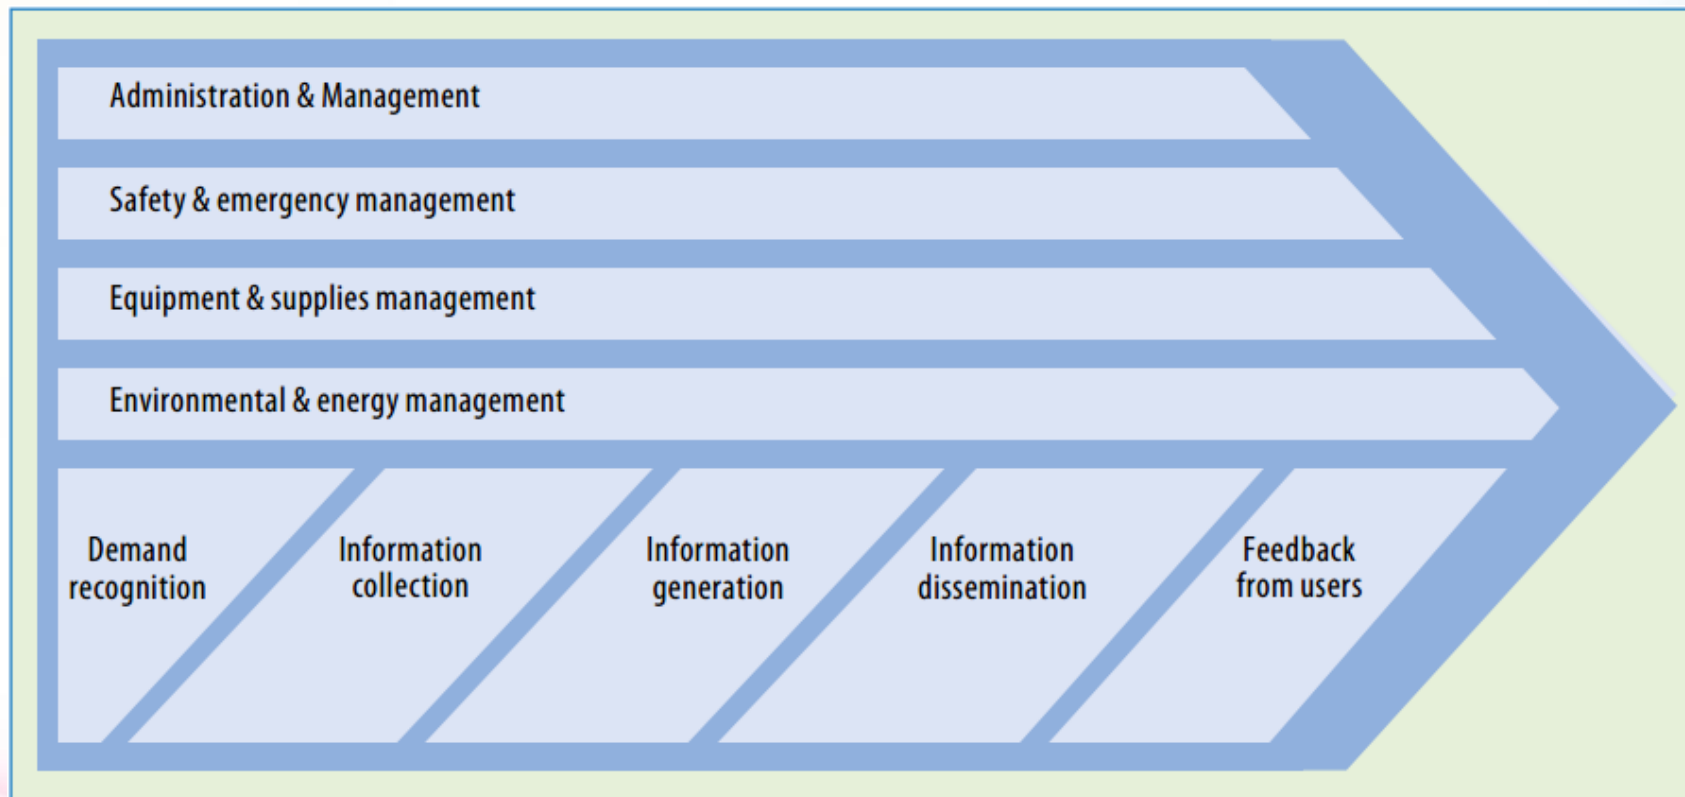 Administration & Management
Safety & emergency management
Equipment & supplies management
Environmental & energy management
Demand
recognition
Information
collection
Information
generation
Information
dissemination
Feedback
from users